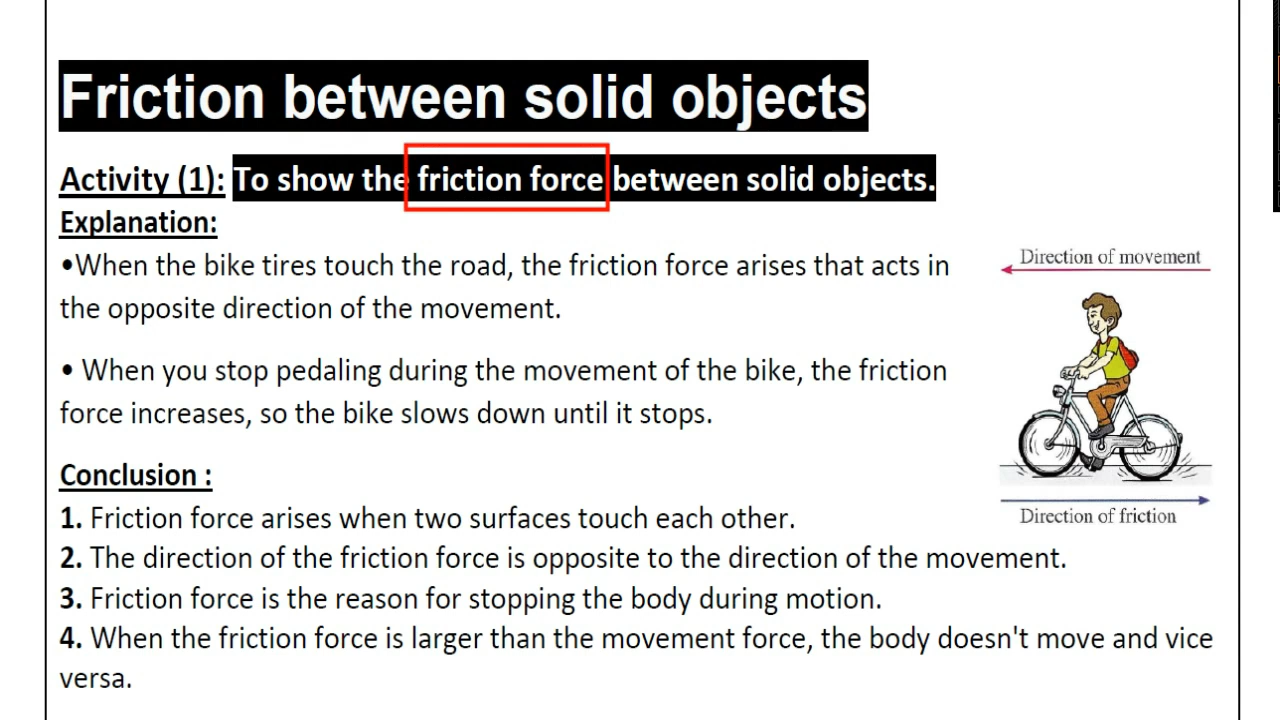 Friction between solid objects
Activity (1): To show the friction force between solid objects.
Explanation:
•When the bike tires touch the road, the friction force arises that acts in
the opposite direction of the movement.
• When you stop pedaling during the movement of the bike, the friction
force increases, so the bike slows down until it stops.
Direction of movement
Direction of friction
Conclusion :
1. Friction force arises when two surfaces touch each other.
2. The direction of the friction force is opposite to the direction of the movement.
3. Friction force is the reason for stopping the body during motion.
4. When the friction force is larger than the movement force, the body doesn't move and vice
versa.